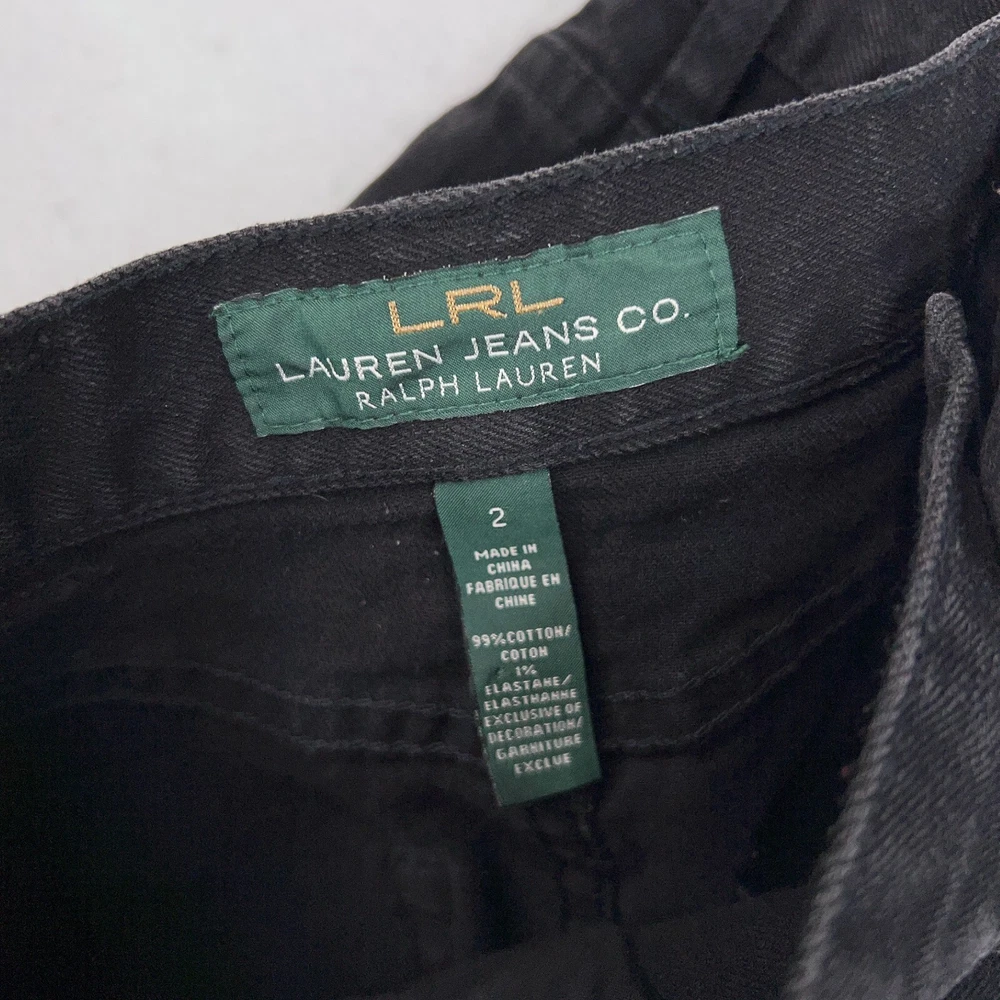 LRL
LAUREN JEANS CO.
RALPH LAUREN
2
MADE IN
CHINA
FABRIQUE EN
CHINE
99%COTTON/
COTON
1%
ELASTANE/
ELASTHANNE
EXCLUSIVE OF
DECORATION/
GARNITURE
EXCLUE